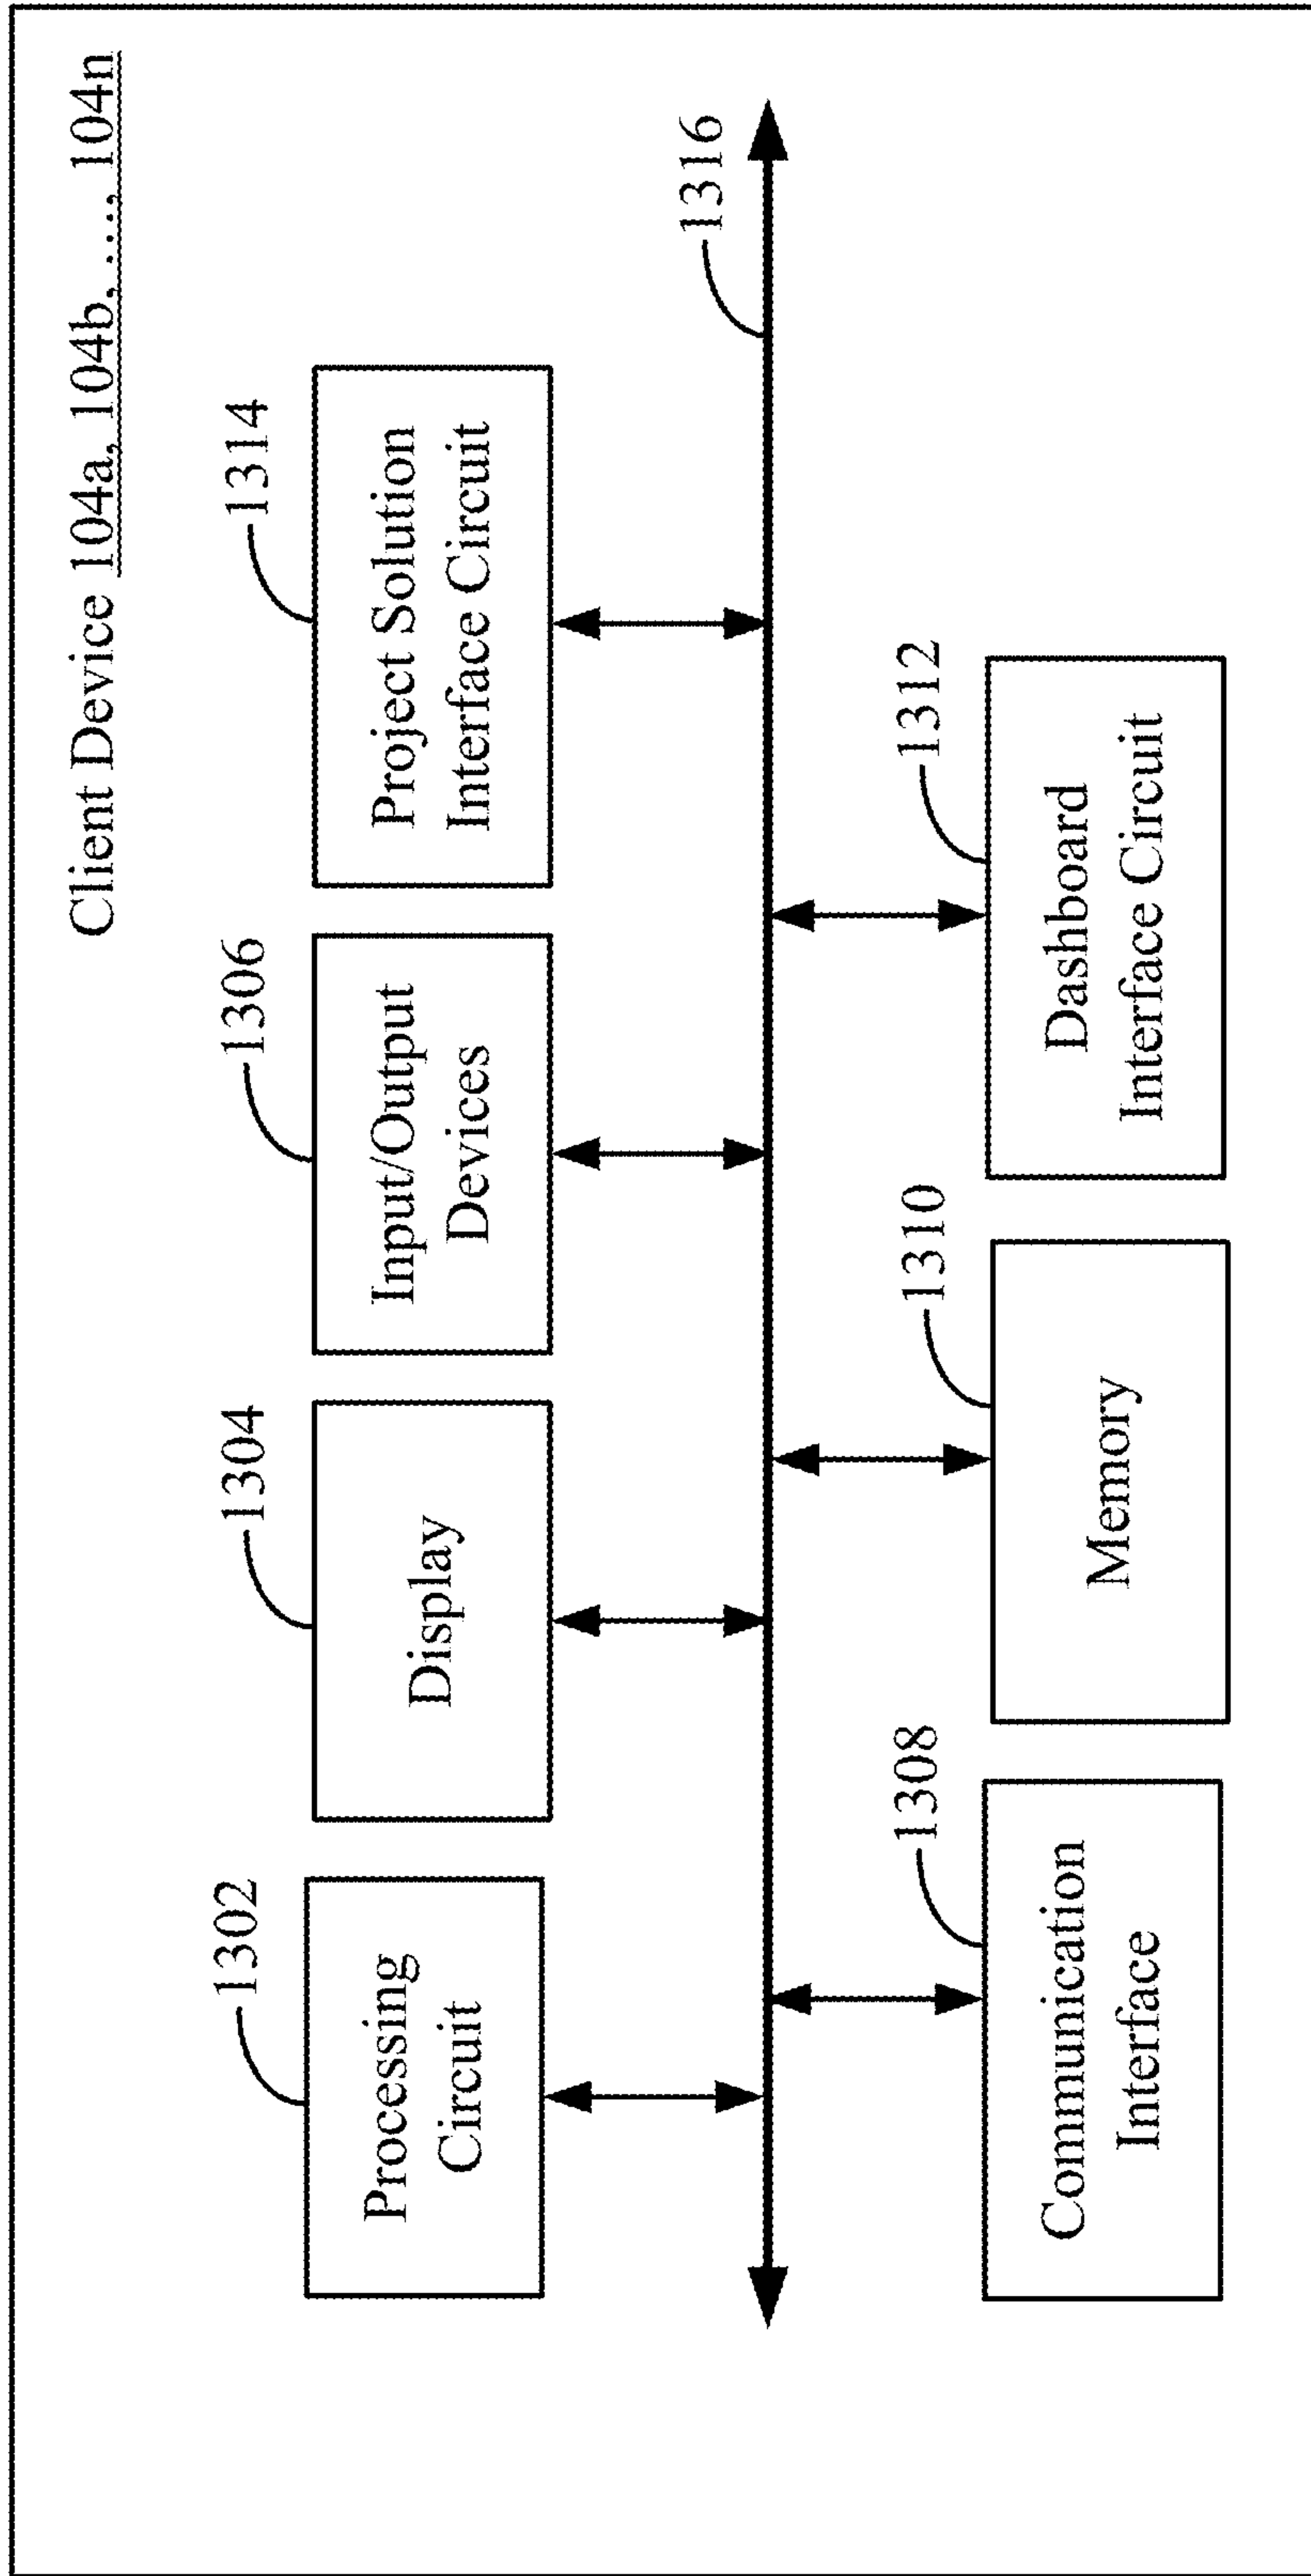 Client Device 104a, 104b, …, 104n
1302
1304
1306
1314
Processing
Circuit
Display
Input/Output
Devices
Project Solution
Interface Circuit
1316
1308
1310
1312
Communication
Interface
Memory
Dashboard
Interface Circuit